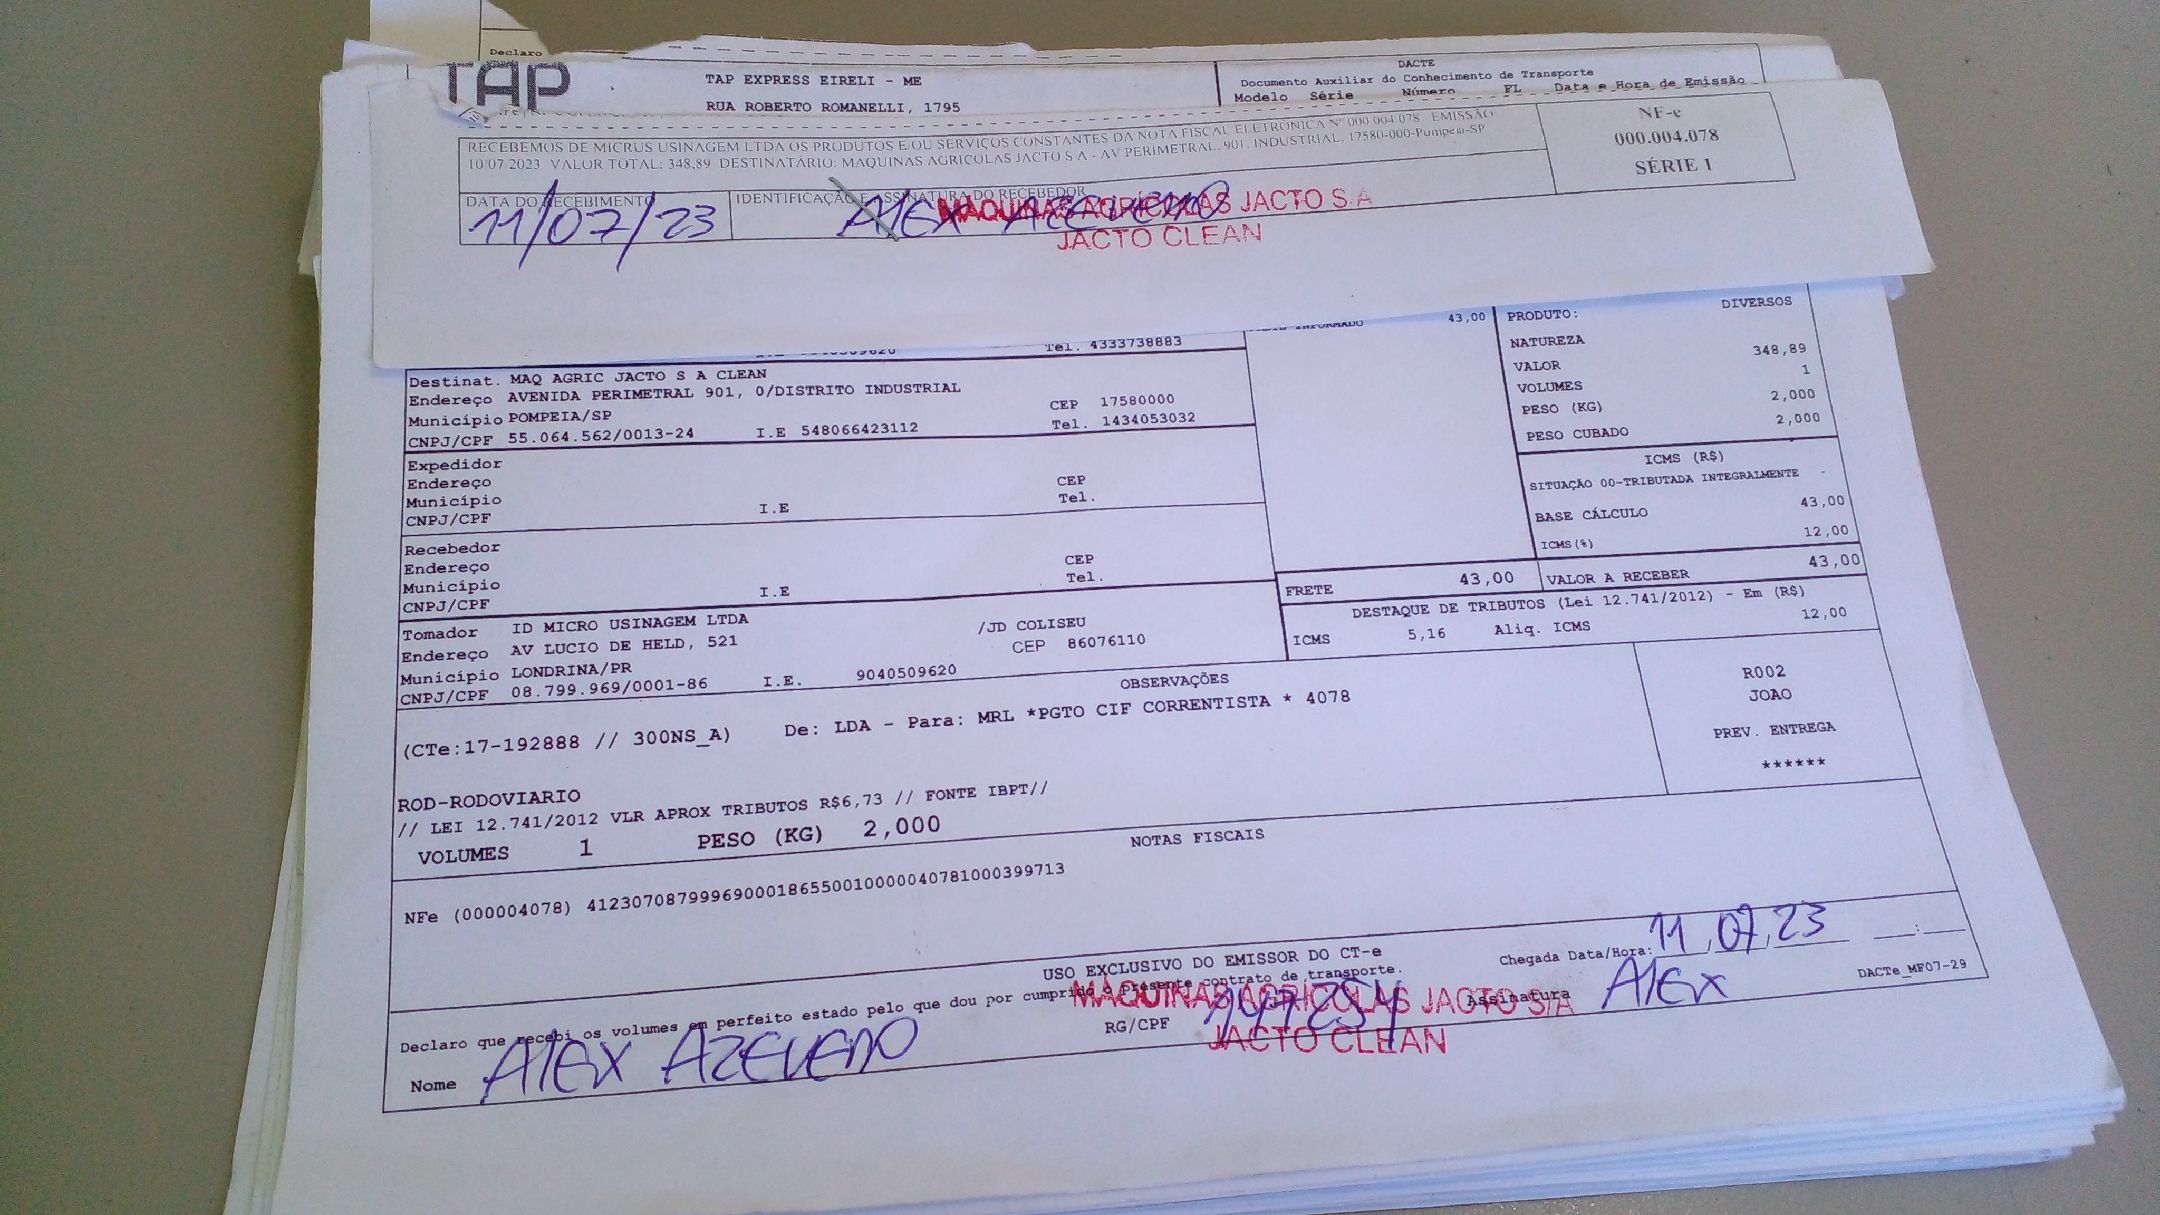 Declaro
TAP
TAP EXPRESS EIRELI - ME
RUA ROBERTO ROMANELLI, 1795
DACTE
Documento Auxiliar do Conhecimento de Transporte
Modelo Série Número FL Data e Hora de Emissão
RECEBEMOS DE MICRUS USINAGEM LTDA OS PRODUTOS E/OU SERVIÇOS CONSTANTES DA NOTA FISCAL ELETRÔNICA Nº 000.004.078 EMISSÃO
10/07/2023 VALOR TOTAL: 348,89 DESTINATÁRIO: MAQUINAS AGRICOLAS JACTO S A - AV PERIMETRAL, 901, INDUSTRIAL, 17580-000-Pompeia-SP
NF-e
000.004.078
SÉRIE 1
DATA DO RECEBIMENTO
11/07/23
IDENTIFICAÇÃO E ASSINATURA DO RECEBEDOR
ALEX AZEVEDO
MÁQUINAS AGRÍCOLAS JACTO S/A
JACTO CLEAN
Tel. 4333738883
43,00
Destinat. MAQ AGRIC JACTO S A CLEAN
Endereço AVENIDA PERIMETRAL 901, 0/DISTRITO INDUSTRIAL
Município POMPEIA/SP CEP 17580000
CNPJ/CPF 55.064.562/0013-24 I.E 548066423112 Tel. 1434053032
PRODUTO: DIVERSOS
NATUREZA
VALOR 348,89
VOLUMES 1
PESO (KG) 2,000
PESO CUBADO 2,000
Expedidor
Endereço CEP
Município Tel.
CNPJ/CPF I.E
ICMS (R$)
SITUAÇÃO 00-TRIBUTADA INTEGRALMENTE -
BASE CÁLCULO 43,00
ICMS(%) 12,00
Recebedor
Endereço CEP
Município Tel.
CNPJ/CPF I.E
FRETE 43,00 VALOR A RECEBER 43,00
DESTAQUE DE TRIBUTOS (Lei 12.741/2012) - Em (R$)
ICMS 5,16 Aliq. ICMS 12,00
Tomador ID MICRO USINAGEM LTDA
Endereço AV LUCIO DE HELD, 521 /JD COLISEU
Município LONDRINA/PR CEP 86076110
CNPJ/CPF 08.799.969/0001-86 I.E. 9040509620
OBSERVAÇÕES
(CTe:17-192888 // 300NS_A) De: LDA - Para: MRL *PGTO CIF CORRENTISTA * 4078
R002
JOAO
PREV. ENTREGA
******
ROD-RODOVIARIO
// LEI 12.741/2012 VLR APROX TRIBUTOS R$6,73 // FONTE IBPT//
VOLUMES 1 PESO (KG) 2,000
NOTAS FISCAIS
NFe (000004078) 41230708799969000186550010000040781000399713
USO EXCLUSIVO DO EMISSOR DO CT-e
Chegada Data/Hora: 11/07/23 __:__
Declaro que recebi os volumes em perfeito estado pelo que dou por cumprido o presente contrato de transporte.
DACTe_MF07-29
MÁQUINAS AGRÍCOLAS JACTO S/A
JACTO CLEAN
Nome ALEX AZEVEDO RG/CPF Assinatura ALEX